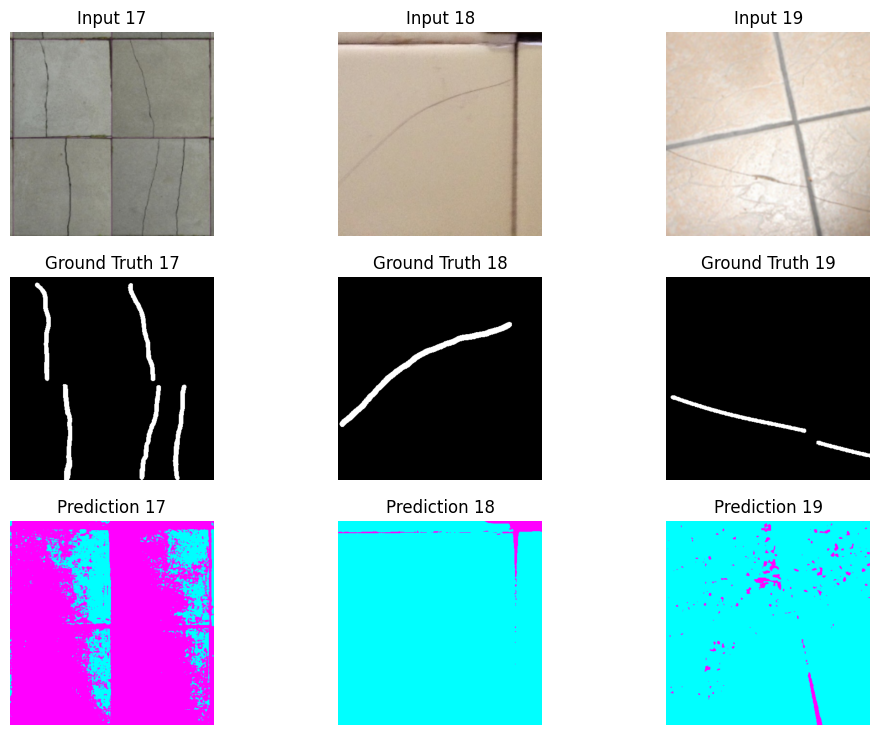 Input 17
Input 18
Input 19
Ground Truth 17
Ground Truth 18
Ground Truth 19
Prediction 17
Prediction 18
Prediction 19